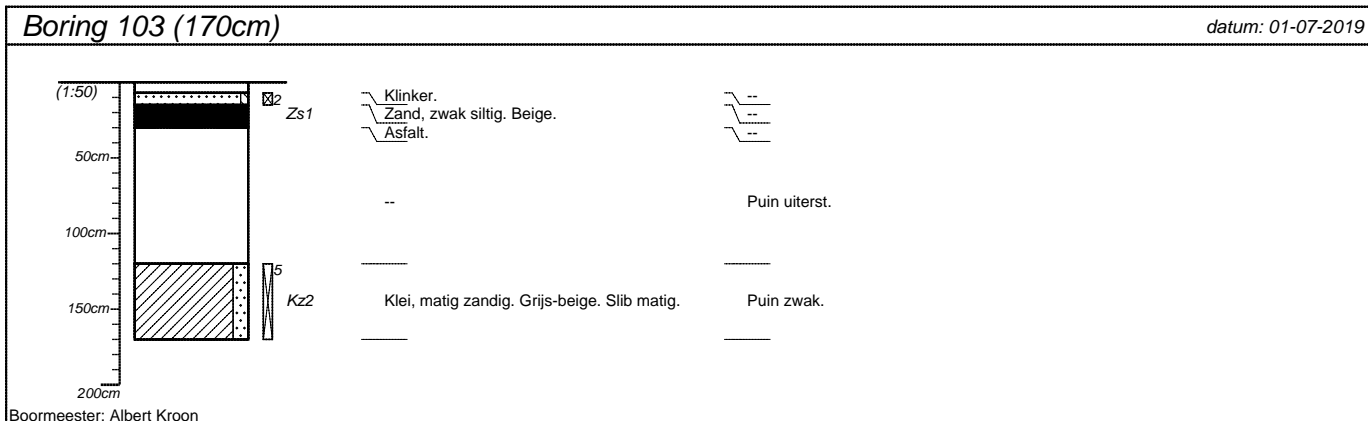 Boring 103 (170cm) datum: 01-07-2019
(1:50) 2 Klinker. --
Zs1 Zand, zwak siltig. Beige. --
Asfalt. --
50cm
-- Puin uiterst.
100cm
5
150cm Kz2 Klei, matig zandig. Grijs-beige. Slib matig. Puin zwak.
200cm
Boormeester: Albert Kroon